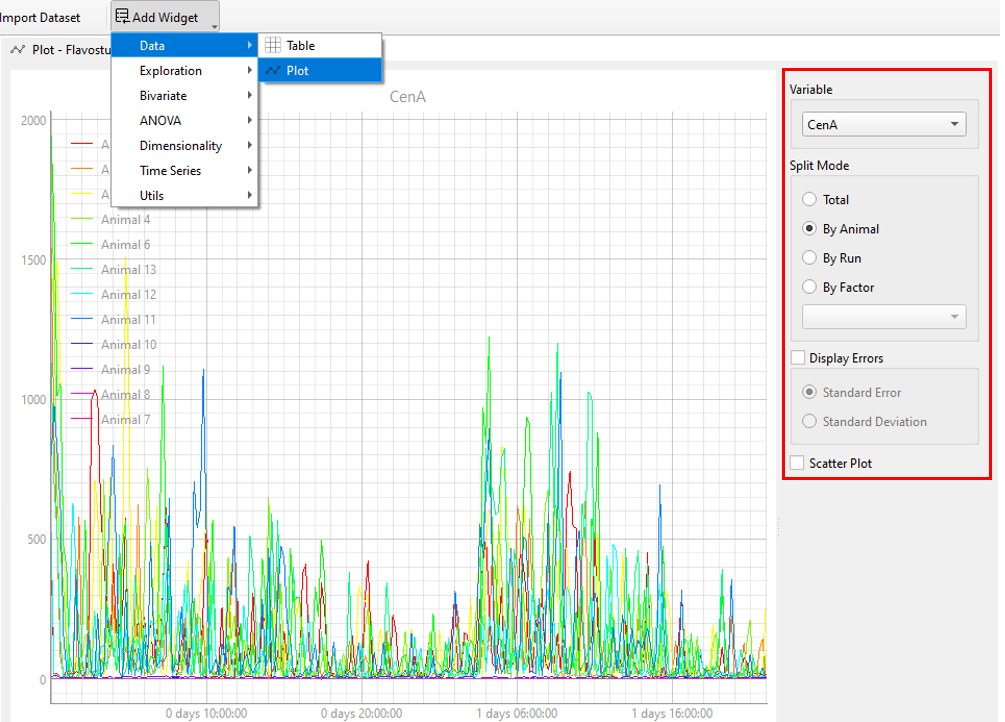 Import Dataset
Add Widget
Plot - Flavostu
Data
Exploration
Bivariate
ANOVA
Dimensionality
Time Series
Utils
Table
Plot
CenA
2000
1500
1000
500
0
A
A
A
Animal 4
Animal 6
Animal 13
Animal 12
Animal 11
Animal 10
Animal 9
Animal 8
Animal 7
0 days 10:00:00
0 days 20:00:00
1 days 06:00:00
1 days 16:00:00
Variable
CenA
Split Mode
Total
By Animal
By Run
By Factor
Display Errors
Standard Error
Standard Deviation
Scatter Plot